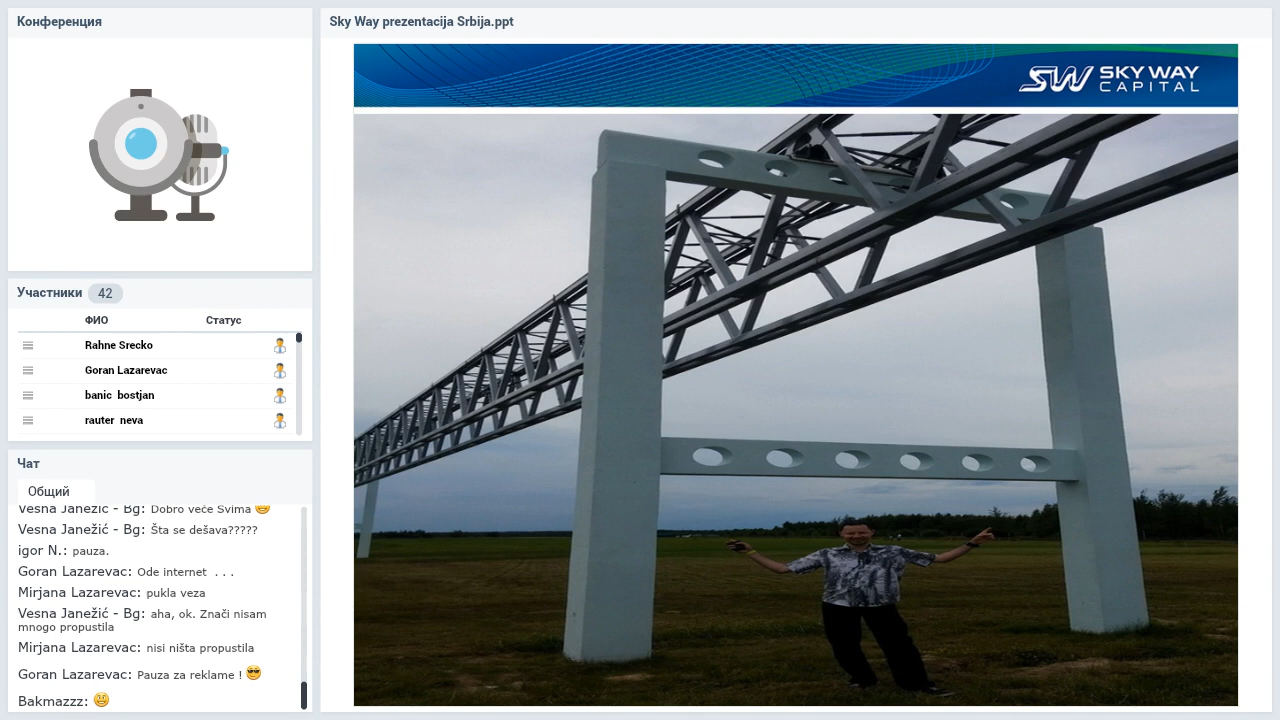 Конференция
Sky Way prezentacija Srbija.ppt
SW SKY WAY
CAPITAL
Участники 42
ФИО Статус
Rahne Srecko
Goran Lazarevac
banic bostjan
rauter neva
Чат
Общий
Vesna Janežić - Bg: Dobro veče Svima
Vesna Janežić - Bg: Šta se dešava?????
igor N.: pauza.
Goran Lazarevac: Ode internet . . .
Mirjana Lazarevac: pukla veza
Vesna Janežić - Bg: aha, ok. Znači nisam
mnogo propustila
Mirjana Lazarevac: nisi ništa propustila
Goran Lazarevac: Pauza za reklame !
Bakmazzz: